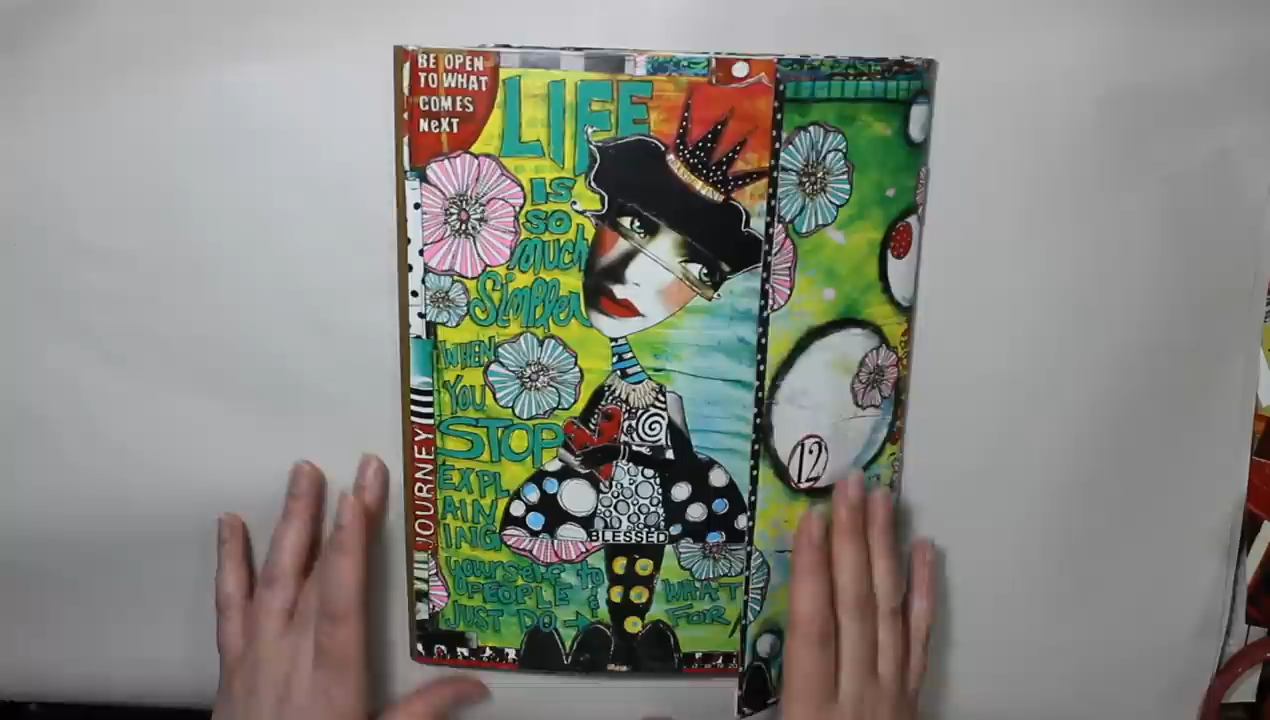 BE OPEN
TO WHAT
COMES
NeXT
LIFE
IS
SO
much
Simpler
WHEN
YOU
STOP
EXPL
AIN
ING
yourself to
PEOPLE &
JUST DO →
WHAT
FOR
BLESSED
JOURNEY
12